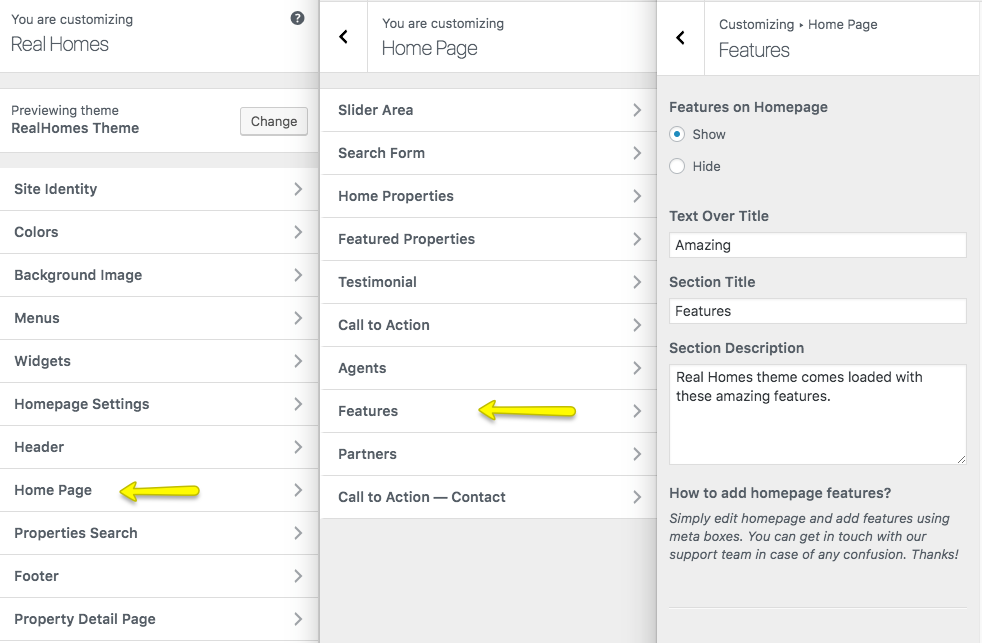 You are customizing
Real Homes
Previewing theme
RealHomes Theme
Change
Site Identity
Colors
Background Image
Menus
Widgets
Homepage Settings
Header
Home Page
Properties Search
Footer
Property Detail Page
You are customizing
Home Page
Slider Area
Search Form
Home Properties
Featured Properties
Testimonial
Call to Action
Agents
Features
Partners
Call to Action — Contact
Customizing ▸ Home Page
Features
Features on Homepage
Show
Hide
Text Over Title
Amazing
Section Title
Features
Section Description
Real Homes theme comes loaded with
these amazing features.
How to add homepage features?
Simply edit homepage and add features using
meta boxes. You can get in touch with our
support team in case of any confusion. Thanks!